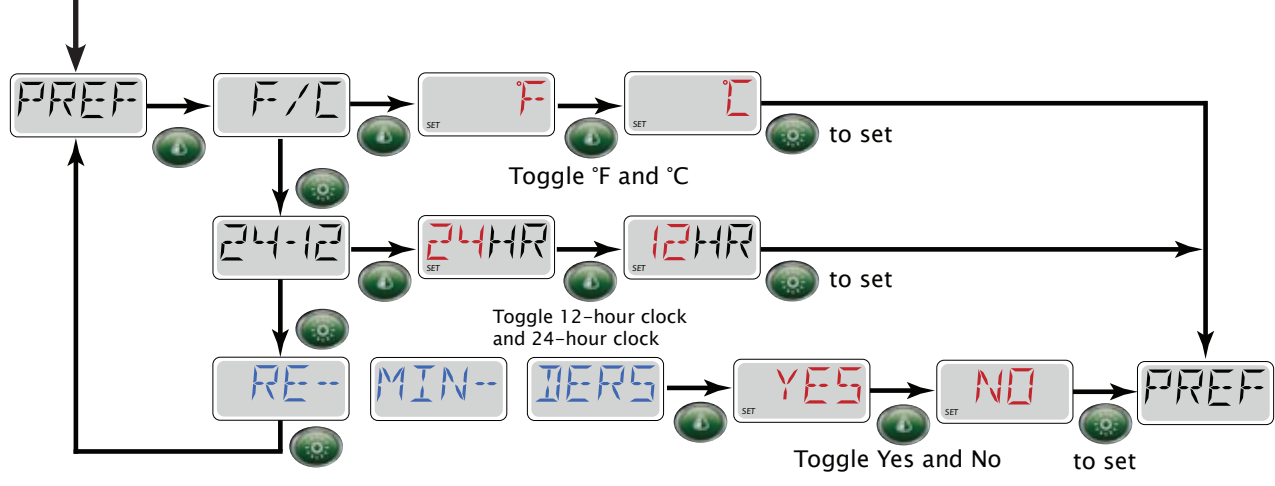 PREF
F/C
°F
SET
°C
SET
to set
Toggle °F and °C
24-12
24HR
SET
12HR
SET
to set
Toggle 12-hour clock
and 24-hour clock
RE--
MIN--
DERS
YES
SET
NO
SET
PREF
Toggle Yes and No
to set